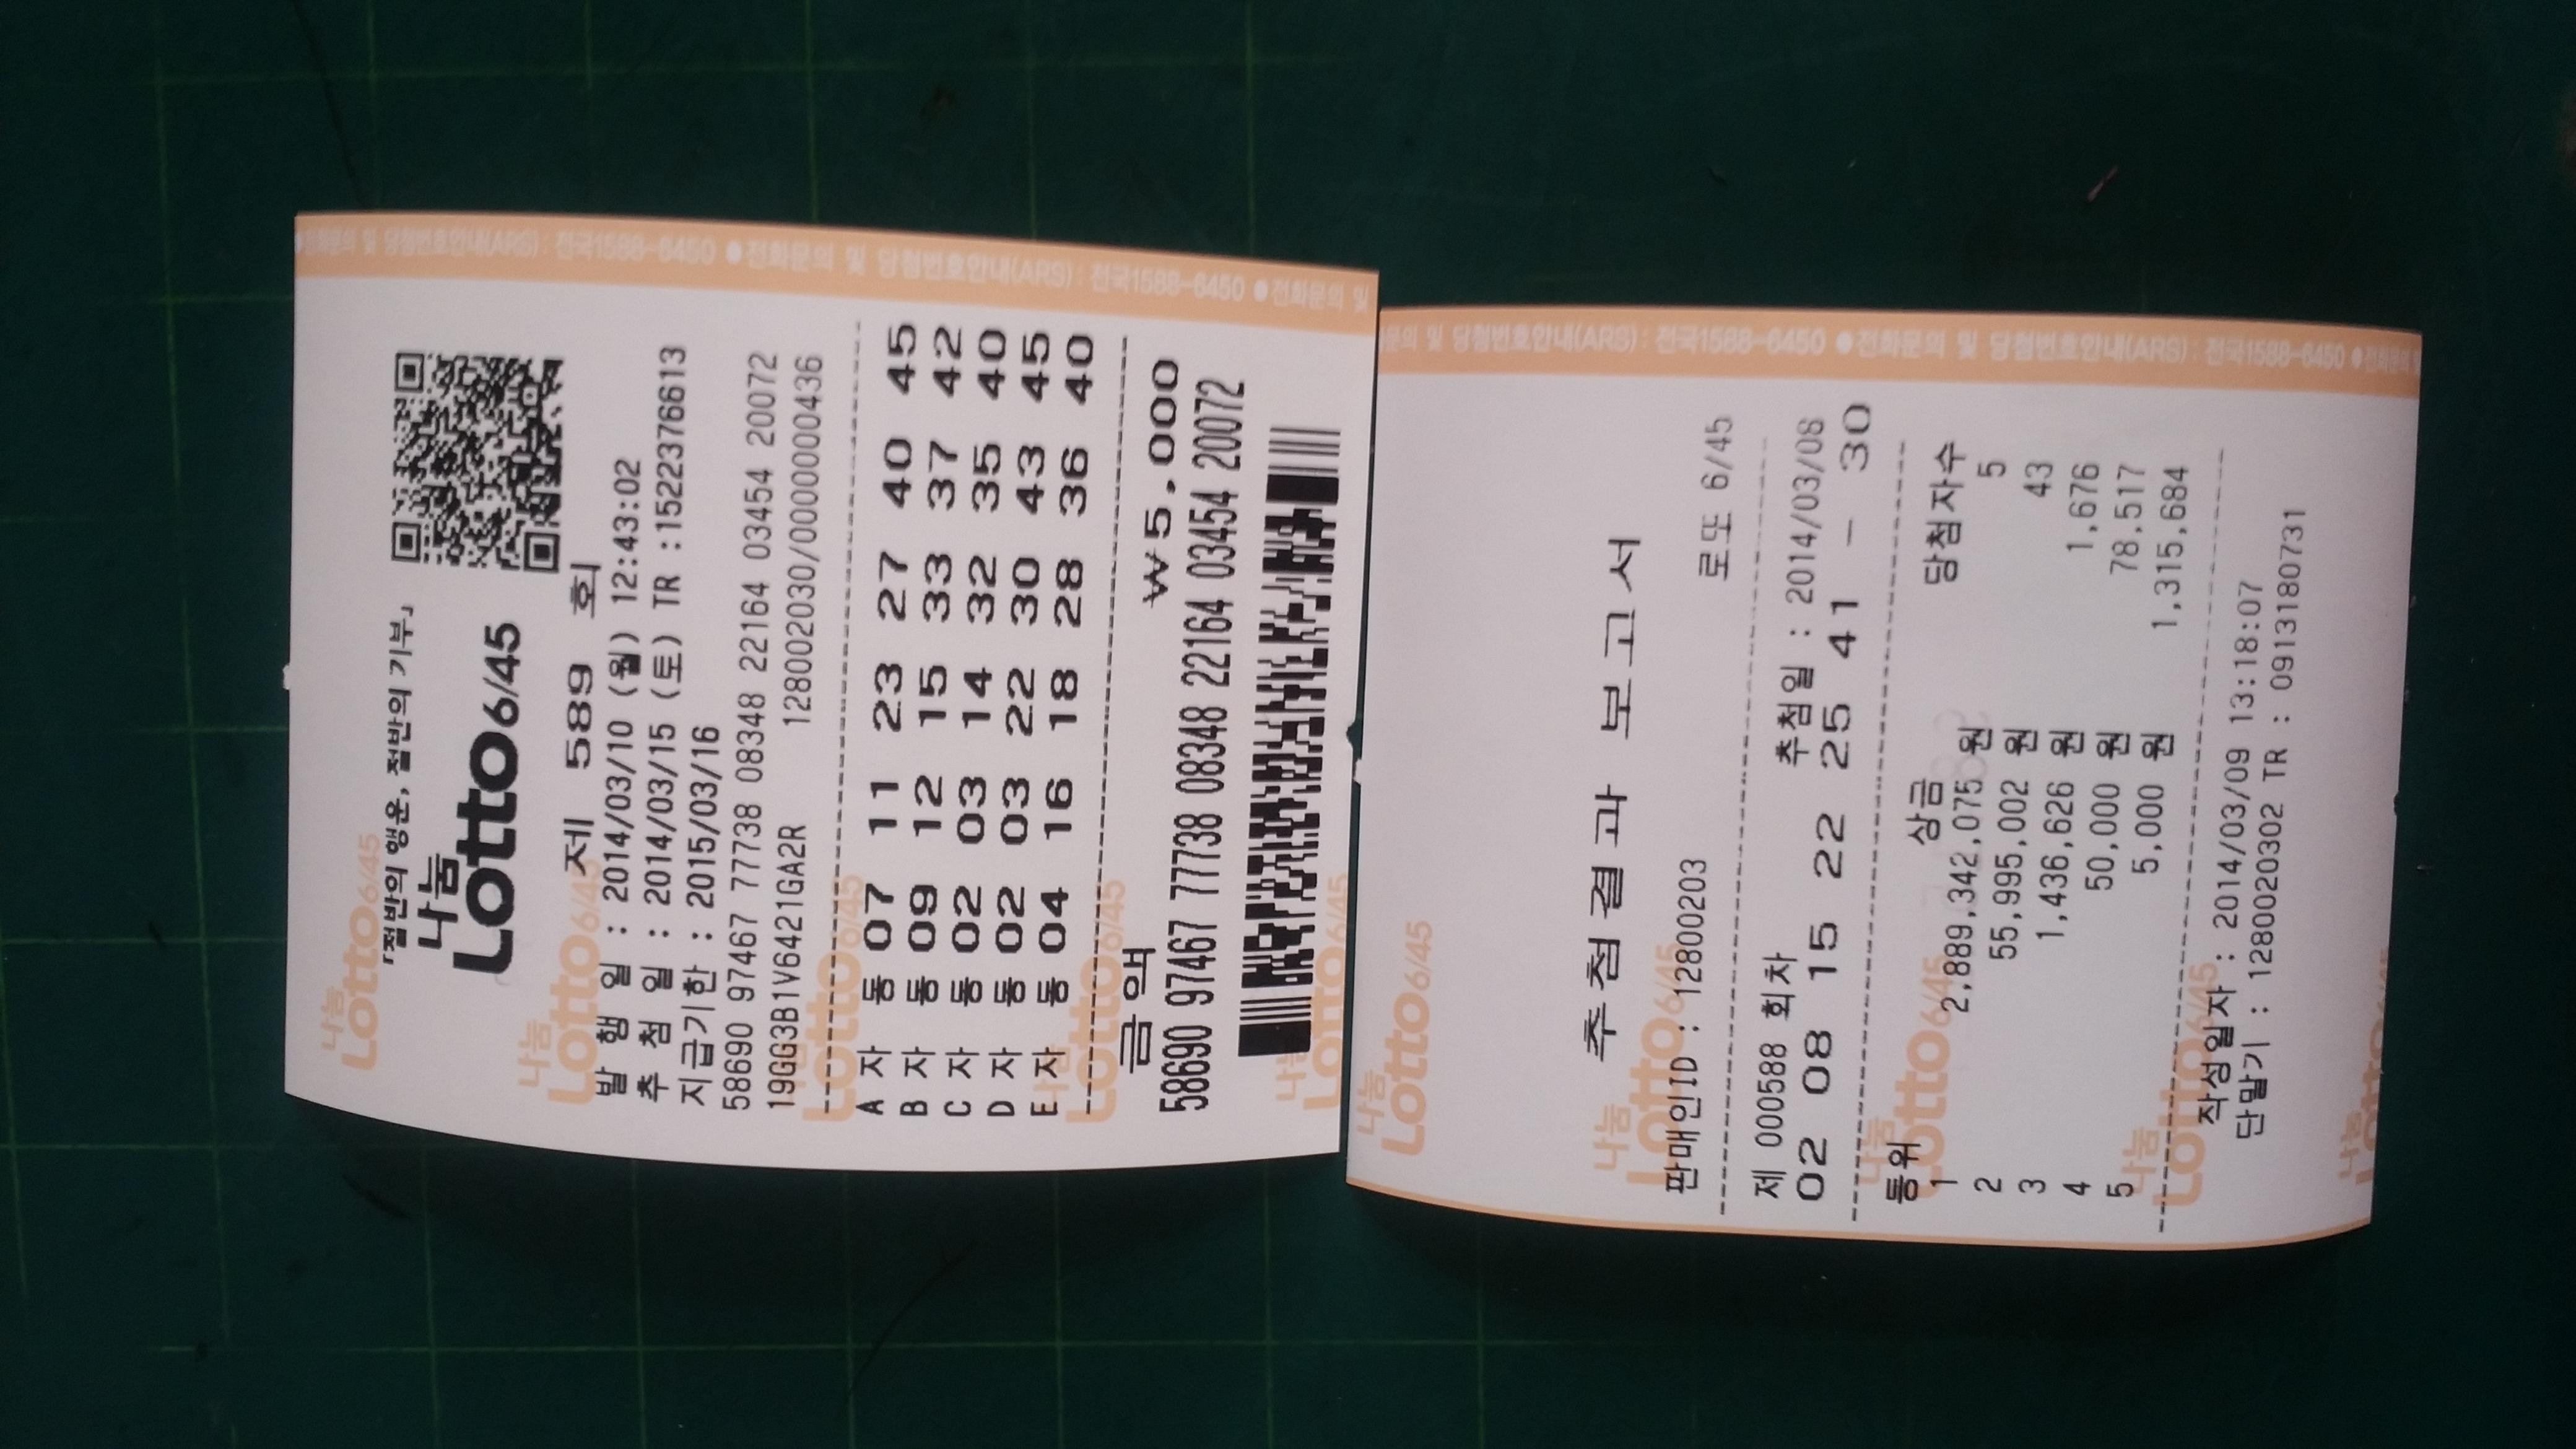 「절반의 행운, 절반의 기부」
나눔
Lotto6/45
제 589 회
발 행 일 : 2014/03/10 (월) 12:43:02
추 첨 일 : 2014/03/15 (토) TR :15223766​13
지급기한 : 2015/03/16
58690 97467 77738 08348 22164 03454 20072
19GG3B1V6421GA2R 128002030/0000000436
A 자 동 07 11 23 27 40 45
B 자 동 09 12 15 33 37 42
C 자 동 02 03 14 32 35 40
D 자 동 02 03 22 30 43 45
E 자 동 04 16 18 28 36 40
금액 ₩5,000
58690 97467 77738 08348 22164 03454 20072
●전화문의 및 당첨번호안내(ARS) : 전국1588-6450 ●전화문의 및
추첨결과 보고서
판매인ID : 12800203 로또 6/45
제 000588 회차 추첨일 : 2014/03/08
02 08 15 22 25 41 - 30
등위 상금 당첨자수
1 2,889,342,075 원 5
2 55,995,002 원 43
3 1,436,626 원 1,676
4 50,000 원 78,517
5 5,000 원 1,315,684
작성일자 : 2014/03/09 13:18:07
단말기 : 12800203​02 TR : 0913180731
문의 및 당첨번호안내(ARS) : 전국1588-6450 ●전화문의 및 당첨번호안내(ARS) : 전국1588-6450